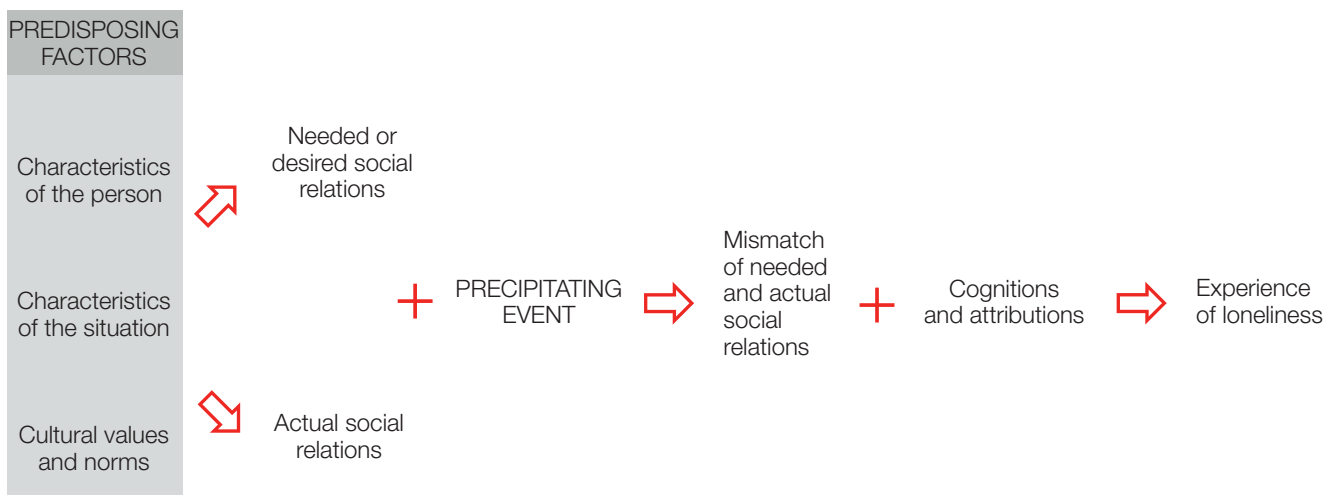 PREDISPOSING
FACTORS
Characteristics
of the person
Characteristics
of the situation
Cultural values
and norms
Needed or
desired social
relations
Actual social
relations
+
PRECIPITATING
EVENT
Mismatch
of needed
and actual
social
relations
+
Cognitions
and attributions
Experience
of loneliness